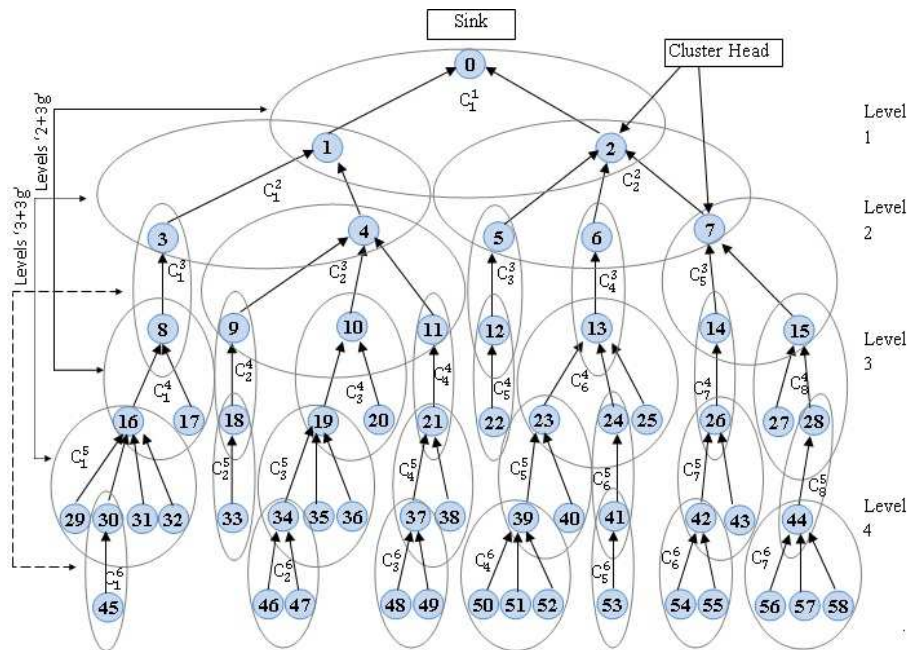 Sink
Cluster Head
0
C₁¹
Level
1
1
2
C₁²
C₂²
Level
2
3
4
5
6
7
C₁³
C₂³
C₃³
C₄³
C₅³
8
9
10
11
12
13
14
15
Level
3
C₁⁴
C₂⁴
C₃⁴
C₄⁴
C₅⁴
C₆⁴
C₇⁴
C₈⁴
16
17
18
19
20
21
22
23
24
25
26
27
28
C₁⁵
C₂⁵
C₃⁵
C₄⁵
C₅⁵
C₆⁵
C₇⁵
C₈⁵
29
30
31
32
33
34
35
36
37
38
39
40
41
42
43
44
Level
4
C₁⁶
C₂⁶
C₃⁶
C₄⁶
C₅⁶
C₆⁶
C₇⁶
45
46
47
48
49
50
51
52
53
54
55
56
57
58
Levels ‘3+3g’
Levels ‘2+3g’